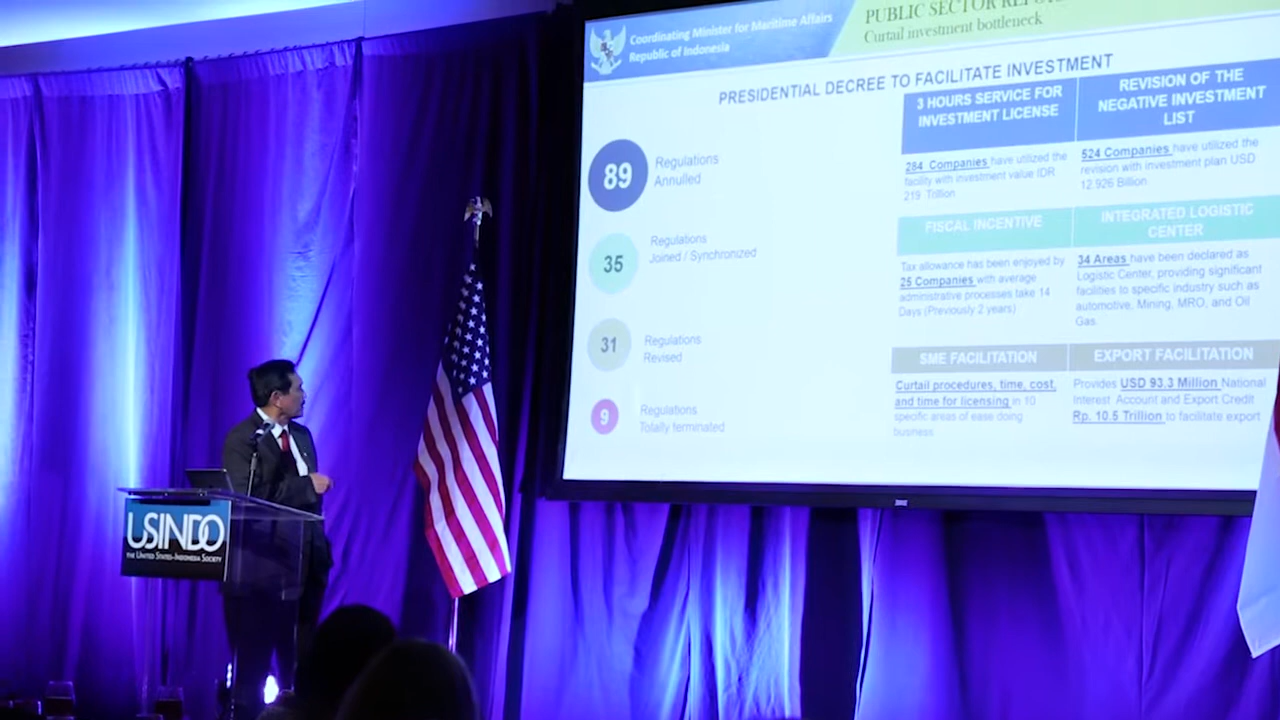 Coordinating Minister for Maritime Affairs
Republic of Indonesia
PUBLIC SECTOR
Curtail investment bottleneck
PRESIDENTIAL DECREE TO FACILITATE INVESTMENT
89
Regulations
Annulled
35
Regulations
Joined / Synchronized
31
Regulations
Revised
9
Regulations
Totally terminated
3 HOURS SERVICE FOR
INVESTMENT LICENSE
284 Companies have utilized the
facility with investment value IDR
219 Trillion
REVISION OF THE
NEGATIVE INVESTMENT
LIST
524 Companies have utilized the
revision with investment plan USD
12.926 Billion
FISCAL INCENTIVE
Tax allowance has been enjoyed by
25 Companies with average
administrative processes take 14
Days (Previously 2 years)
INTEGRATED LOGISTIC
CENTER
34 Areas have been declared as
Logistic Center, providing significant
facilities to specific industry such as
automotive, Mining, MRO, and Oil
Gas.
SME FACILITATION
Curtail procedures, time, cost,
and time for licensing in 10
specific areas of ease doing
business
EXPORT FACILITATION
Provides USD 93.3 Million National
Interest Account and Export Credit
Rp. 10.5 Trillion to facilitate export
USINDO
THE UNITED STATES-INDONESIA SOCIETY